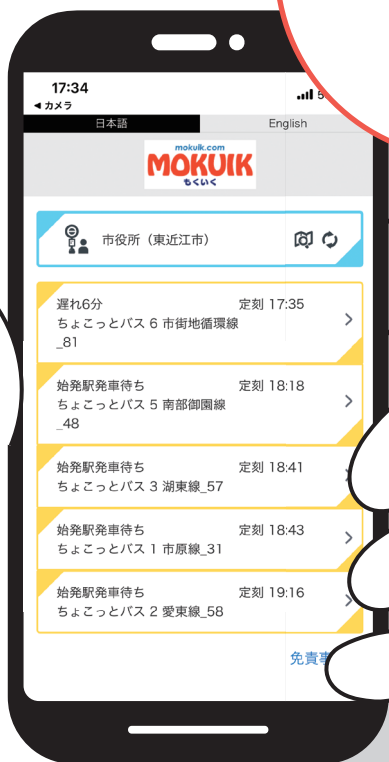 17:34
◀ カメラ
日本語
English
mokuik.com
MOKUIK
もくいく
市役所（東近江市）
遅れ6分 定刻 17:35
ちょこっとバス 6 市街地循環線
_81
始発駅発車待ち 定刻 18:18
ちょこっとバス 5 南部御園線
_48
始発駅発車待ち 定刻 18:41
ちょこっとバス 3 湖東線_57
始発駅発車待ち 定刻 18:43
ちょこっとバス 1 市原線_31
始発駅発車待ち 定刻 19:16
ちょこっとバス 2 愛東線_58
免責事